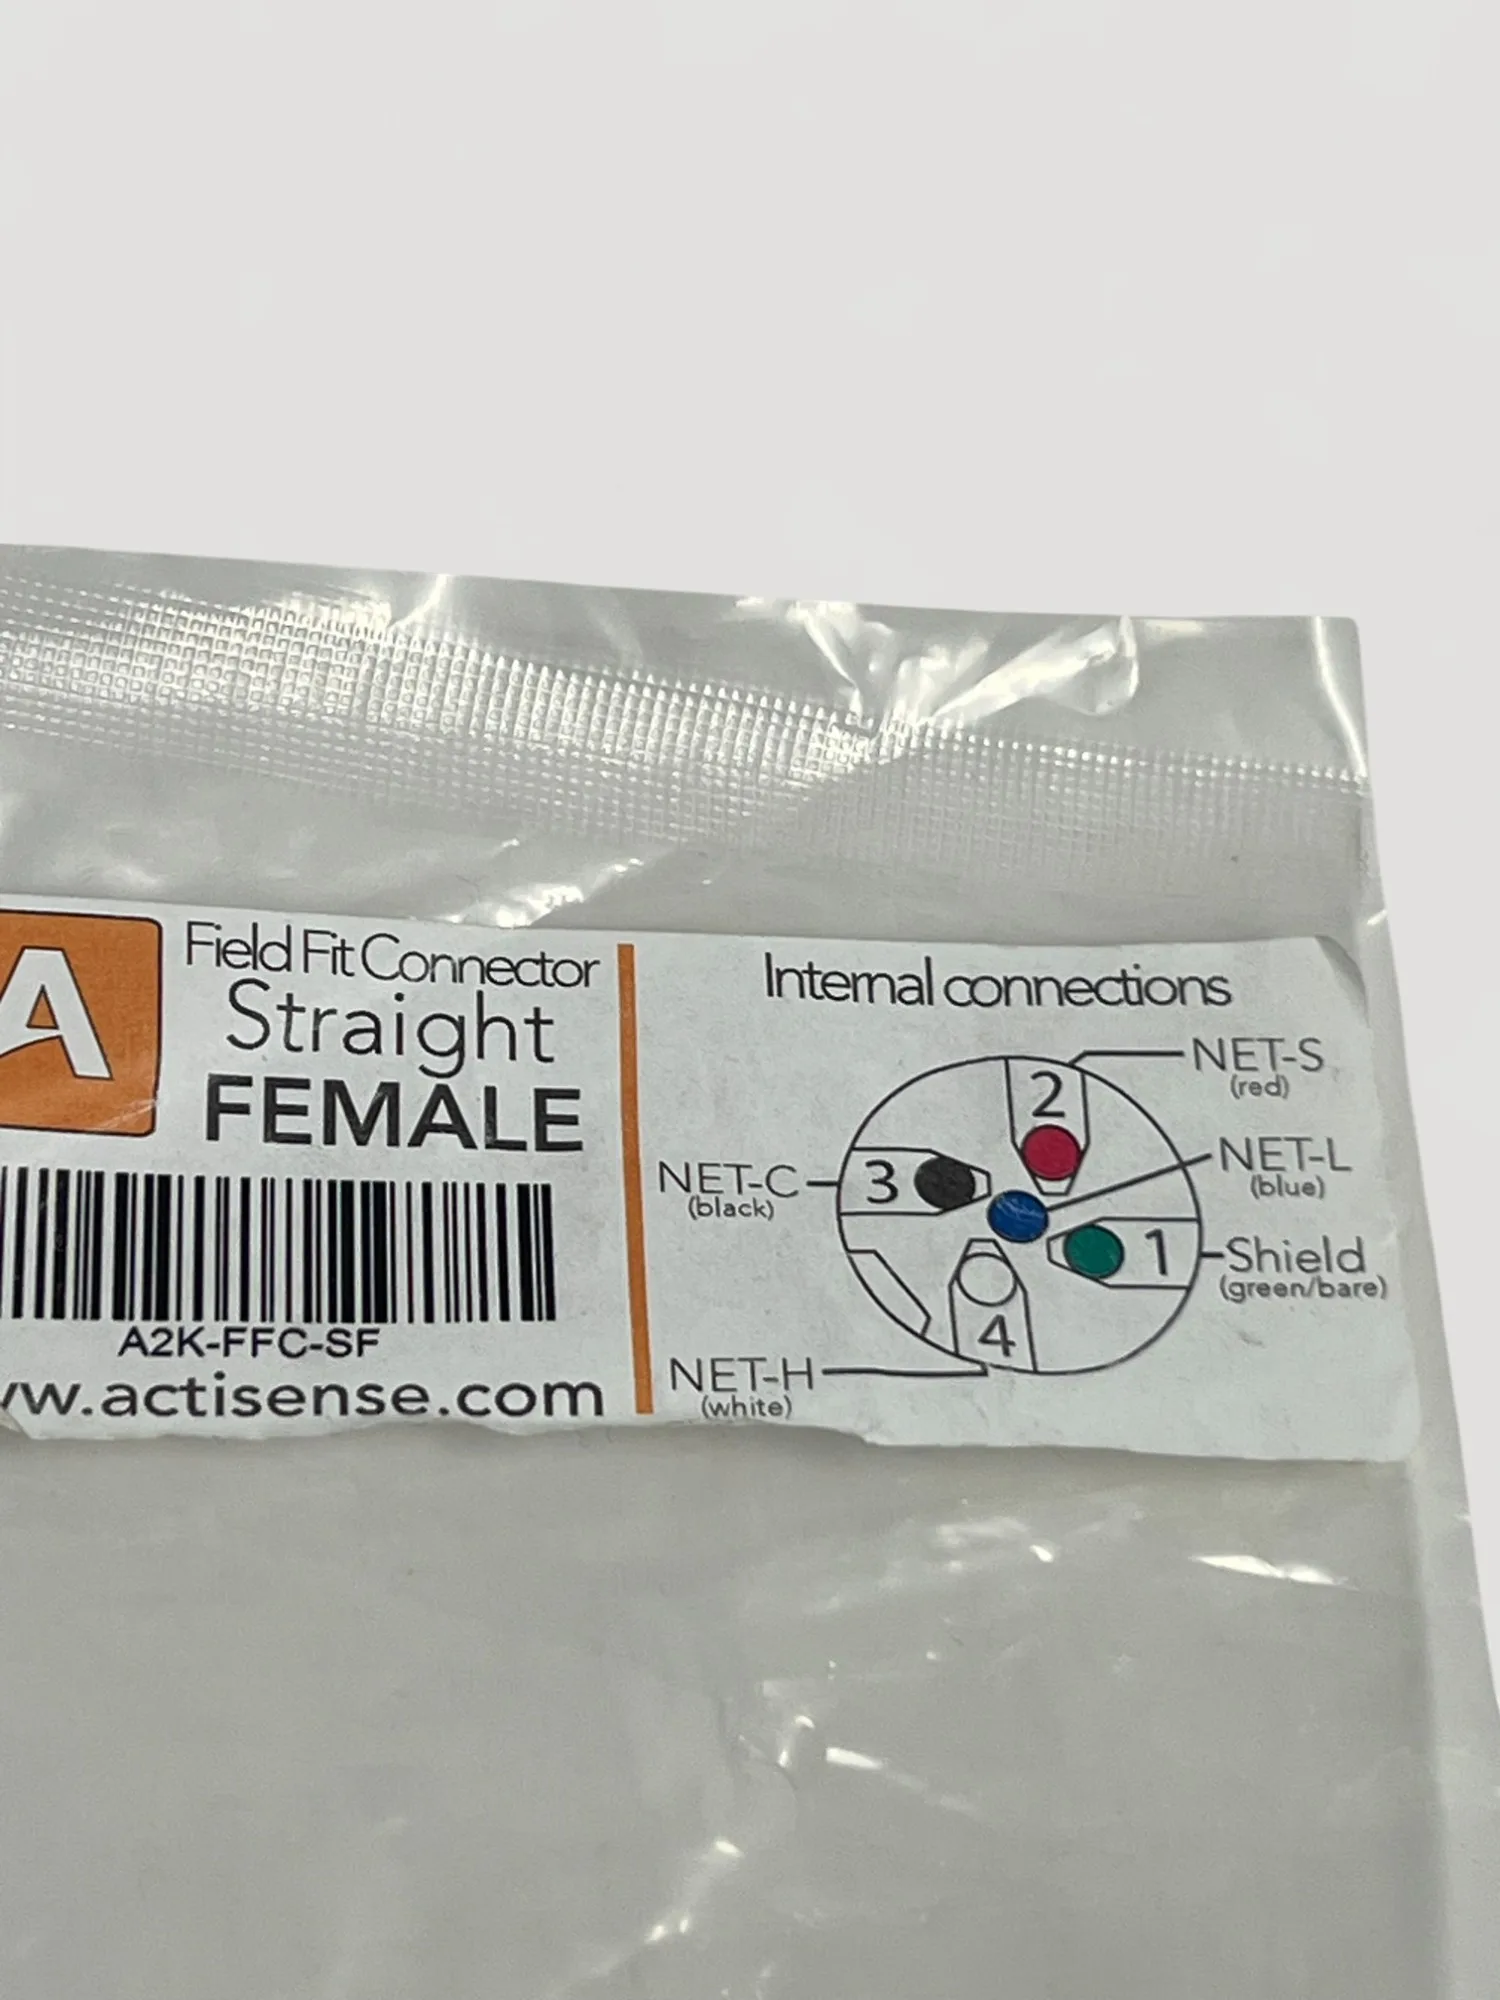 A
Field Fit Connector
Straight
FEMALE
A2K-FFC-SF
w.actisense.com
Internal connections
NET-S
(red)
NET-L
(blue)
NET-C
(black)
Shield
(green/bare)
NET-H
(white)
2
3
1
4